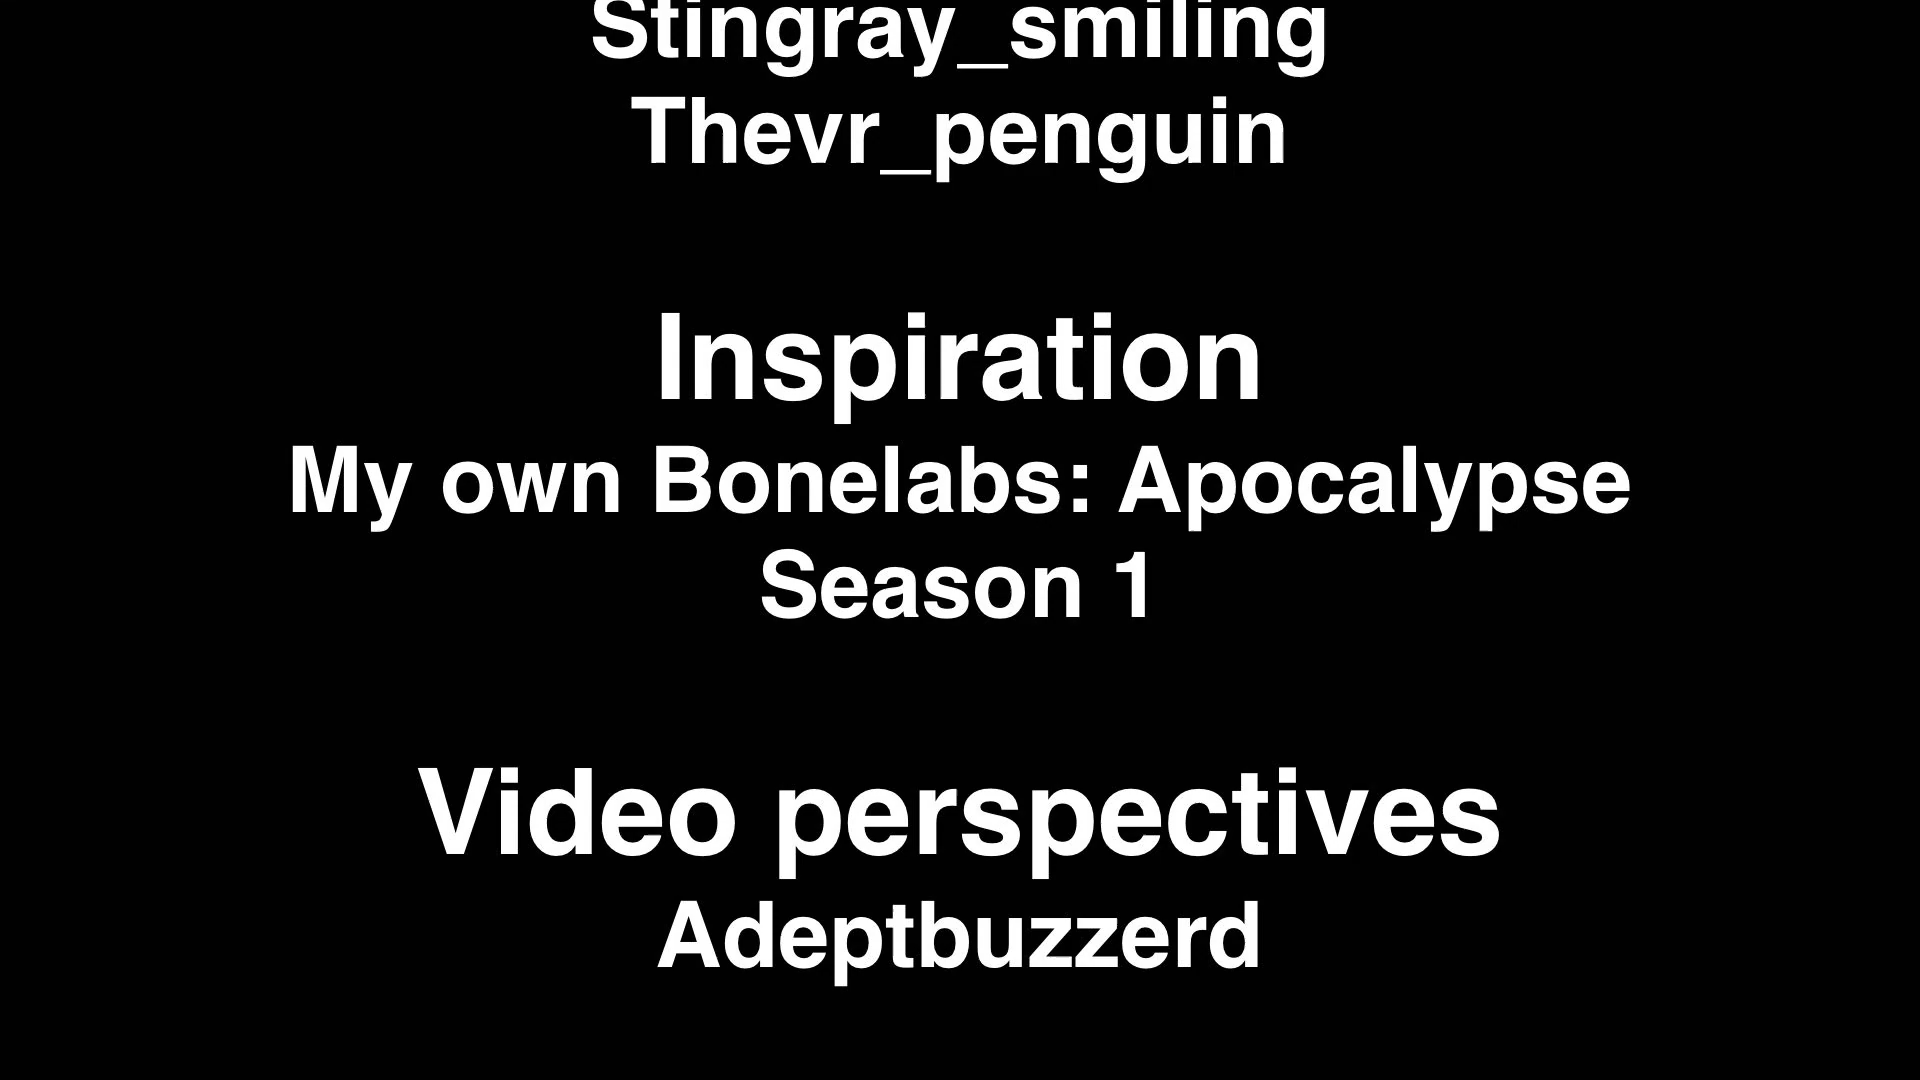 Stingray_smiling
Thevr_penguin
Inspiration
My own Bonelabs: Apocalypse
Season 1
Video perspectives
Adeptbuzzerd